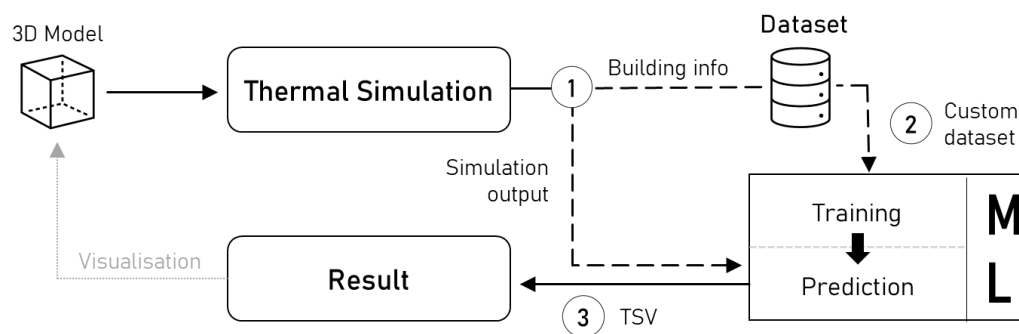 3D Model
Thermal Simulation
1
Building info
Dataset
2
Custom
dataset
Simulation
output
Training
Prediction
M
L
Visualisation
Result
3
TSV